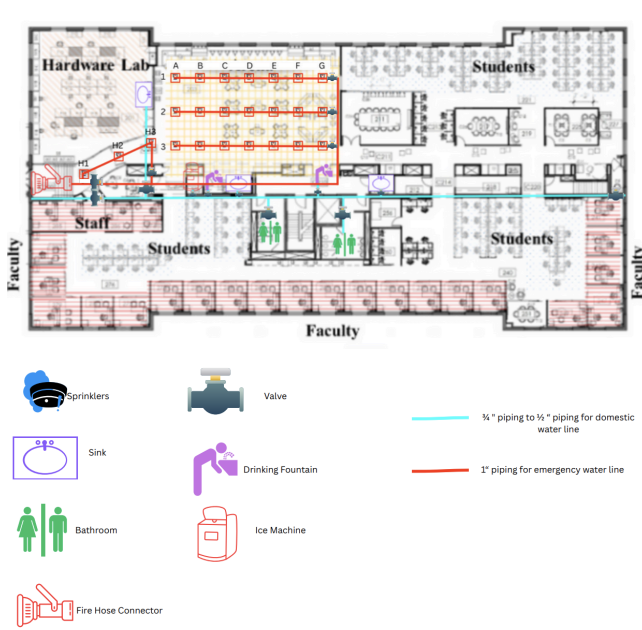 Hardware Lab
A B C D E F G
Students
1
2
H3
H2
3
H1
211
Staff
Students
Students
Faculty
Faculty
Faculty
Sprinklers
Valve
¾ " piping to ½ " piping for domestic
water line
Sink
Drinking Fountain
1" piping for emergency water line
Bathroom
Ice Machine
Fire Hose Connector